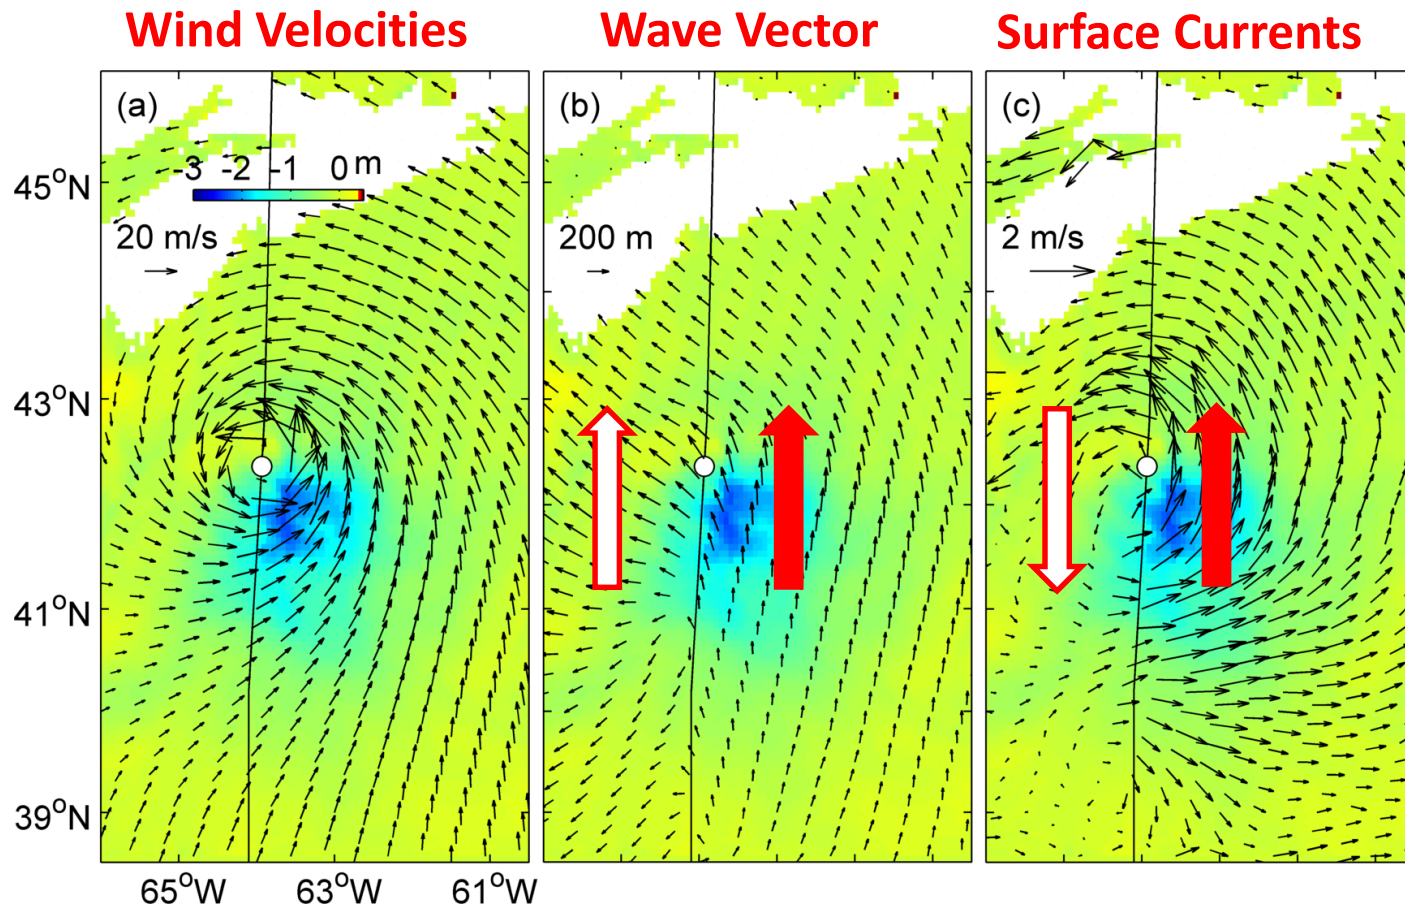 Wind Velocities
Wave Vector
Surface Currents
(a)
(b)
(c)
-3 -2 -1 0 m
45°N
20 m/s
200 m
2 m/s
43°N
41°N
39°N
65°W 63°W 61°W